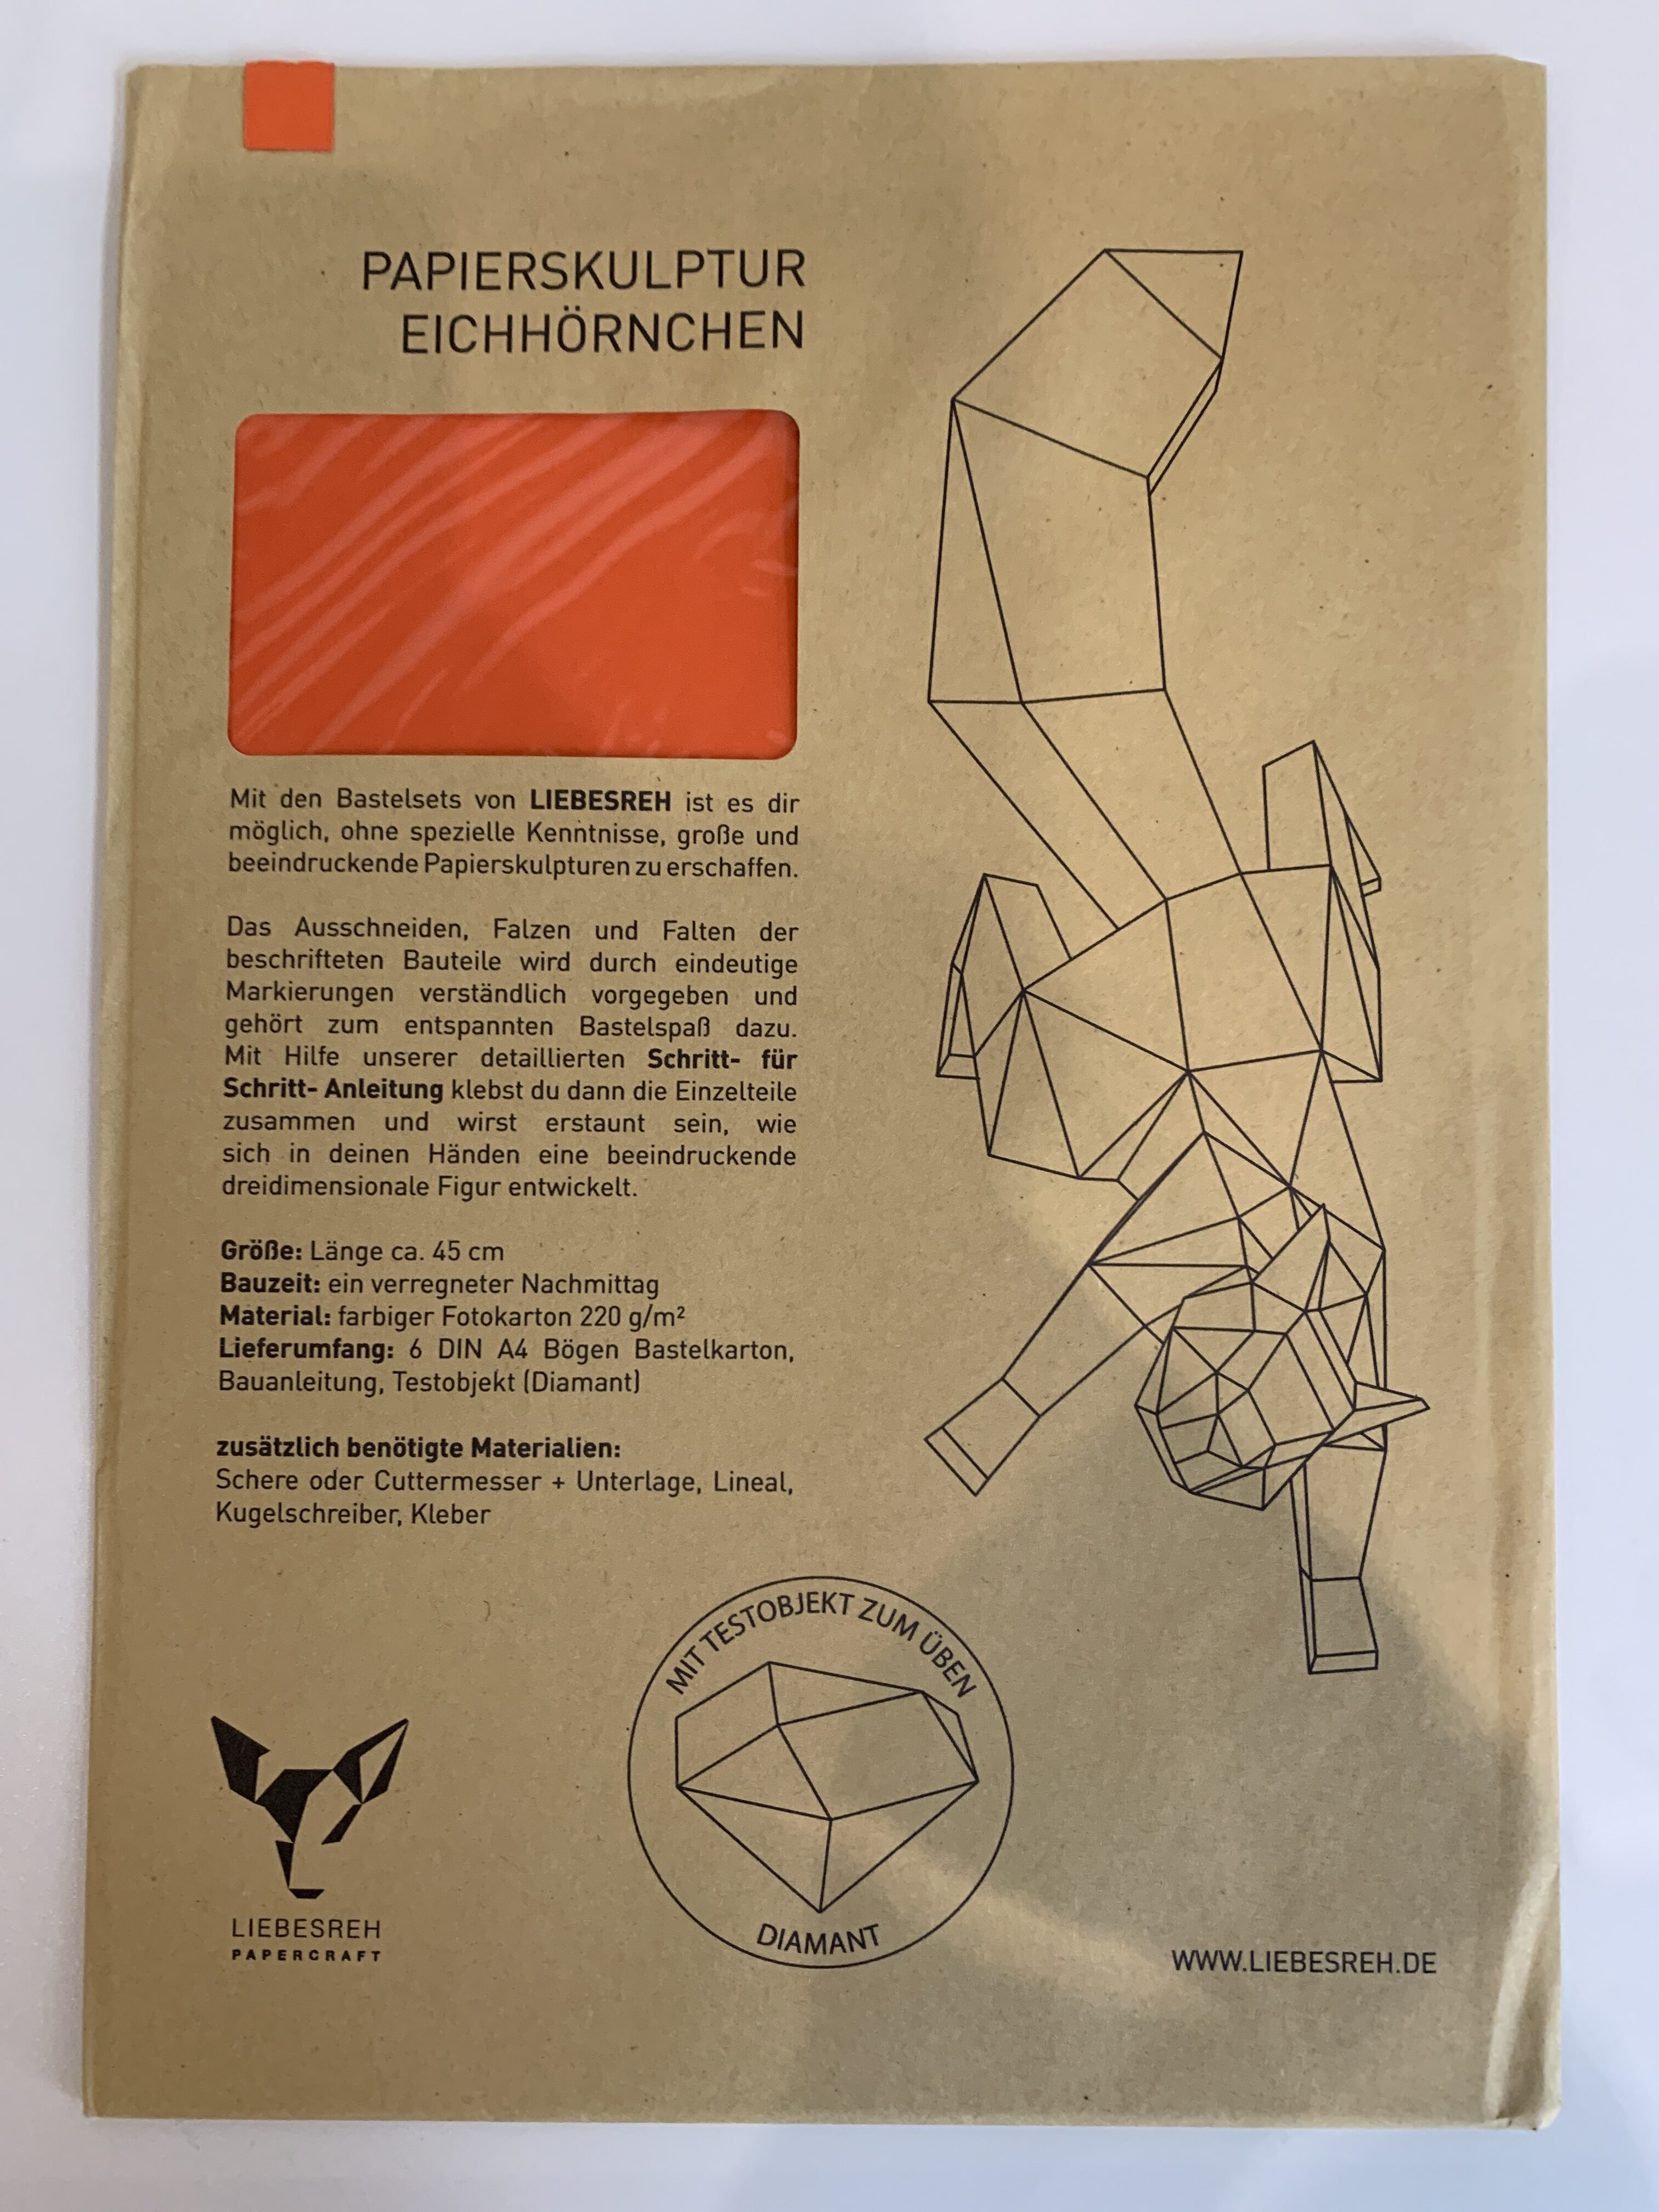 PAPIERSKULPTUR
EICHHÖRNCHEN
Mit den Bastelsets von LIEBESREH ist es dir
möglich, ohne spezielle Kenntnisse, große und
beeindruckende Papierskulpturen zu erschaffen.
Das Ausschneiden, Falzen und Falten der
beschrifteten Bauteile wird durch eindeutige
Markierungen verständlich vorgegeben und
gehört zum entspannten Bastelspaß dazu.
Mit Hilfe unserer detaillierten Schritt- für
Schritt- Anleitung klebst du dann die Einzelteile
zusammen und wirst erstaunt sein, wie
sich in deinen Händen eine beeindruckende
dreidimensionale Figur entwickelt.
Größe: Länge ca. 45 cm
Bauzeit: ein verregneter Nachmittag
Material: farbiger Fotokarton 220 g/m²
Lieferumfang: 6 DIN A4 Bögen Bastelkarton,
Bauanleitung, Testobjekt (Diamant)
zusätzlich benötigte Materialien:
Schere oder Cuttermesser + Unterlage, Lineal,
Kugelschreiber, Kleber
MIT TESTOBJEKT ZUM ÜBEN
DIAMANT
LIEBESREH
PAPERCRAFT
WWW.LIEBESREH.DE